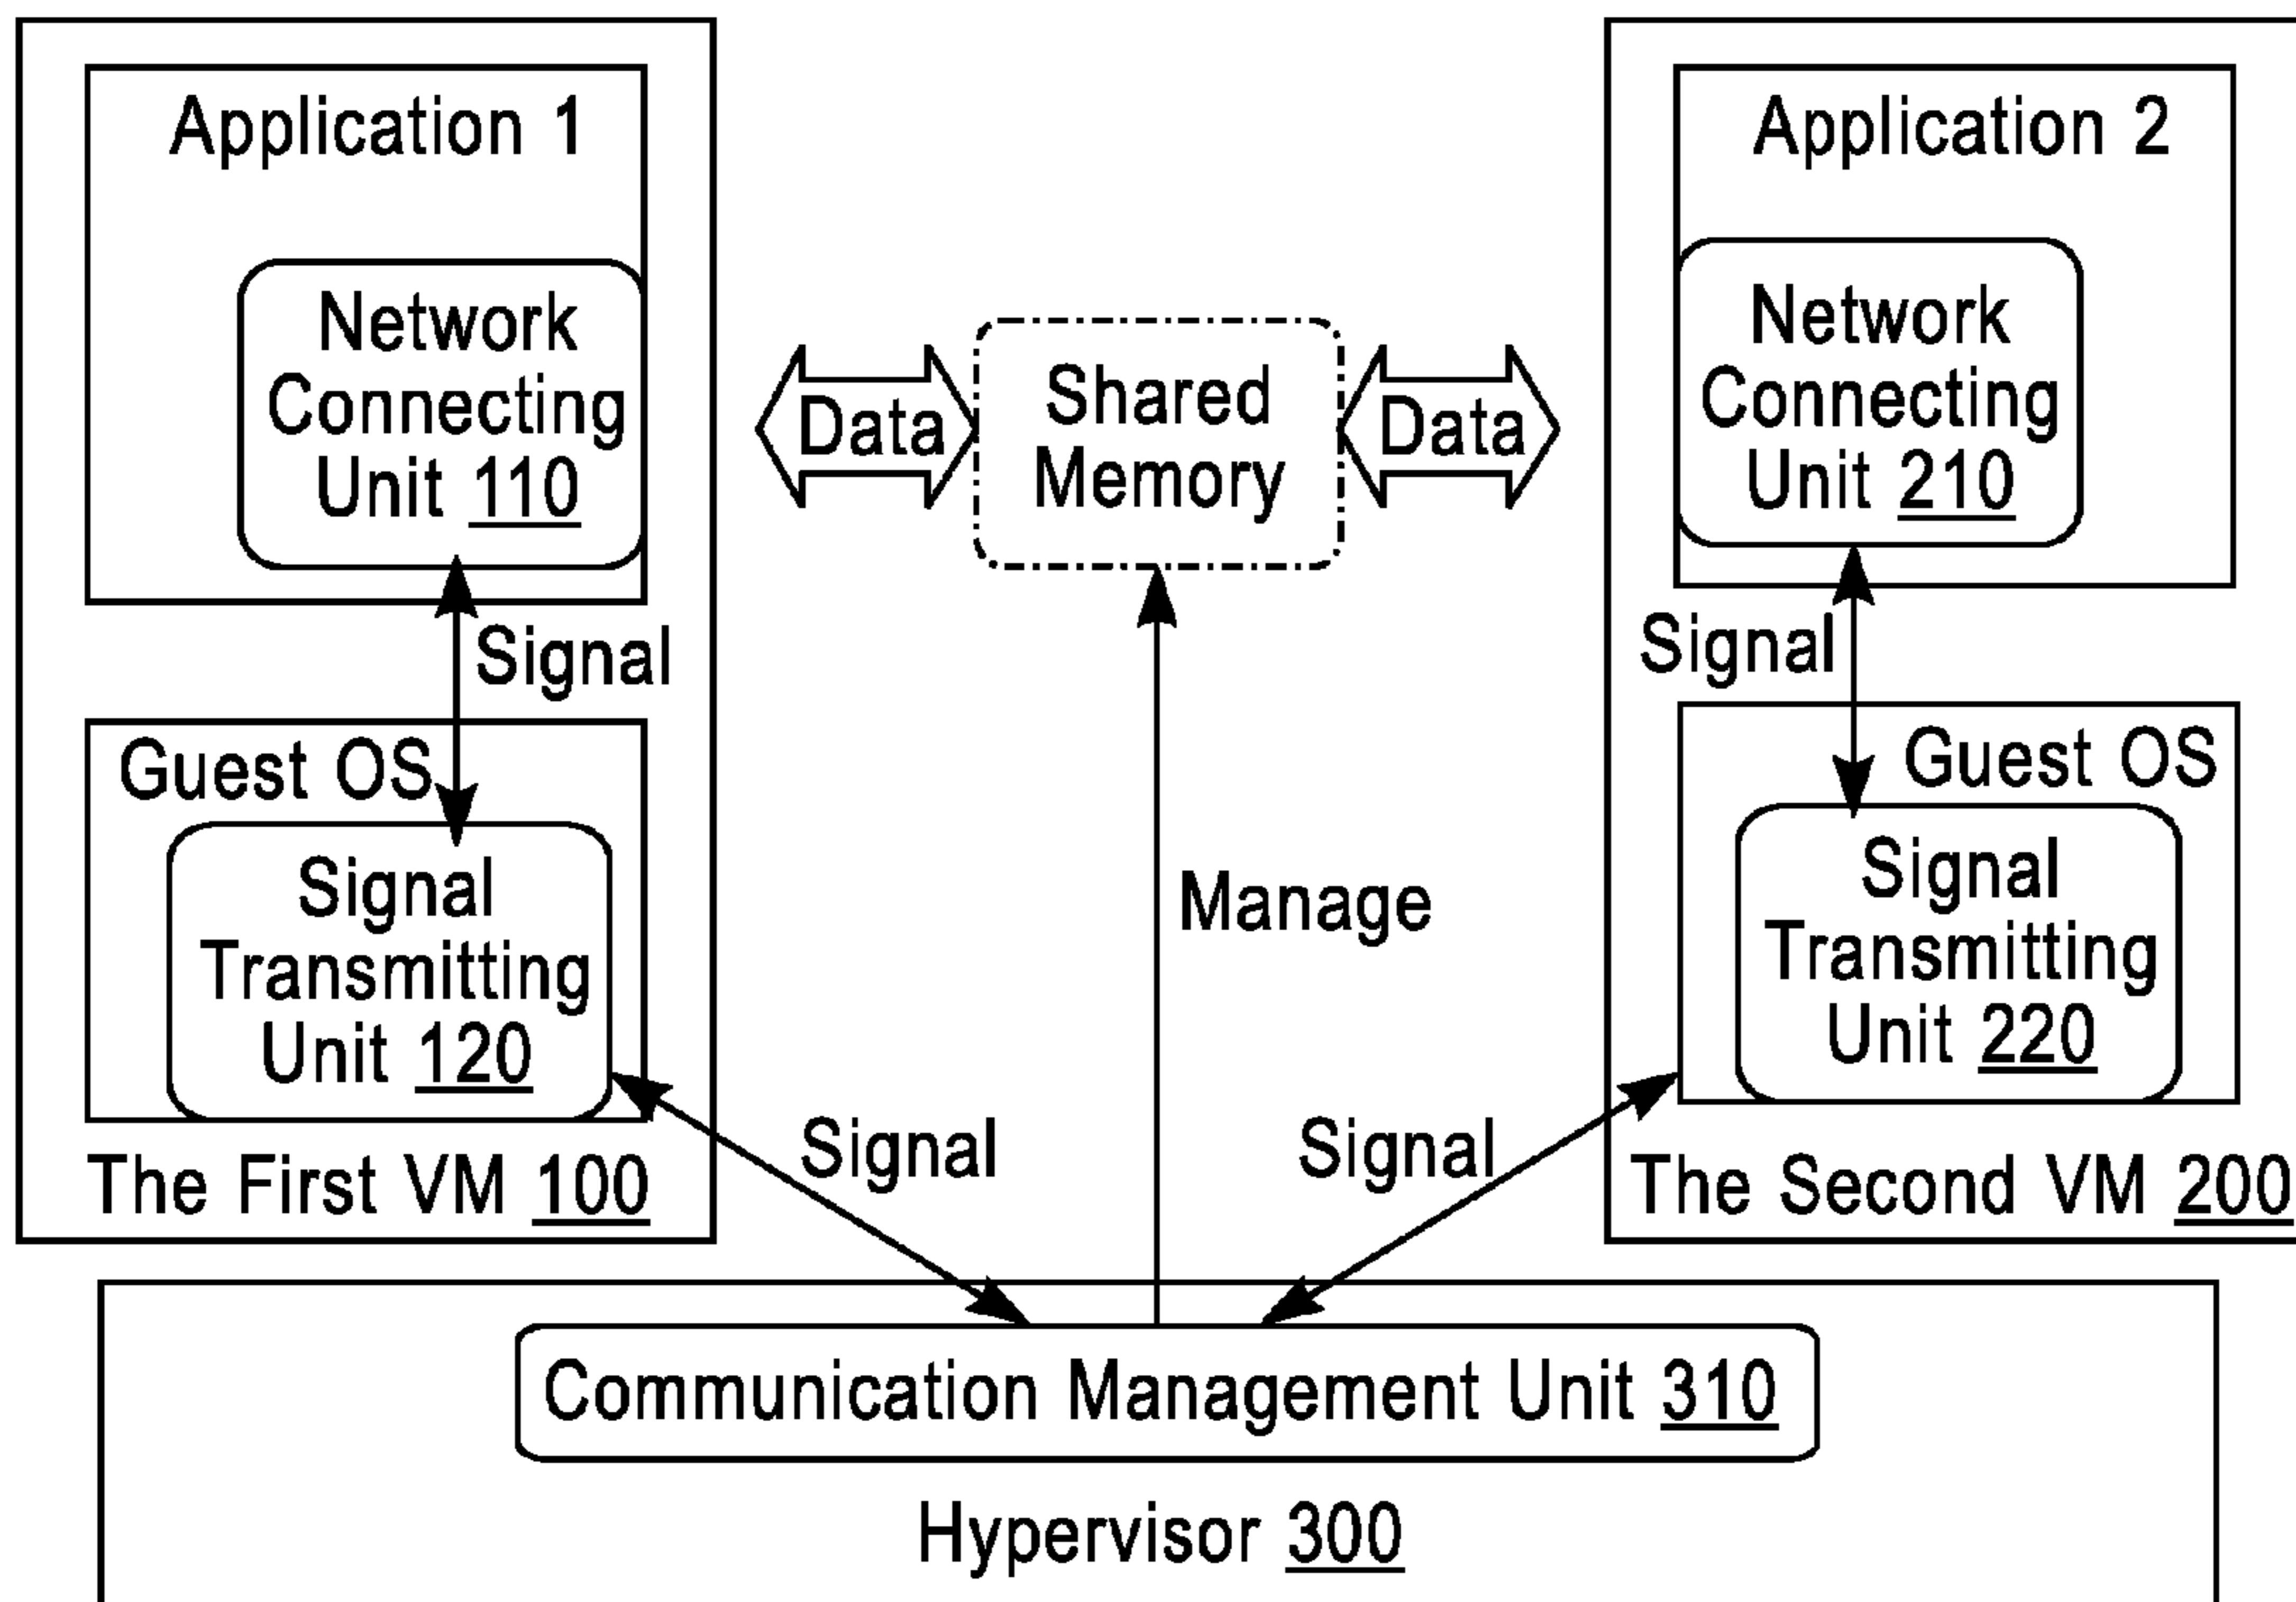 Application 1
Network
Connecting
Unit 110
Signal
Guest OS
Signal
Transmitting
Unit 120
The First VM 100
Data
Shared
Memory
Data
Manage
Signal
Signal
Application 2
Network
Connecting
Unit 210
Signal
Guest OS
Signal
Transmitting
Unit 220
The Second VM 200
Communication Management Unit 310
Hypervisor 300